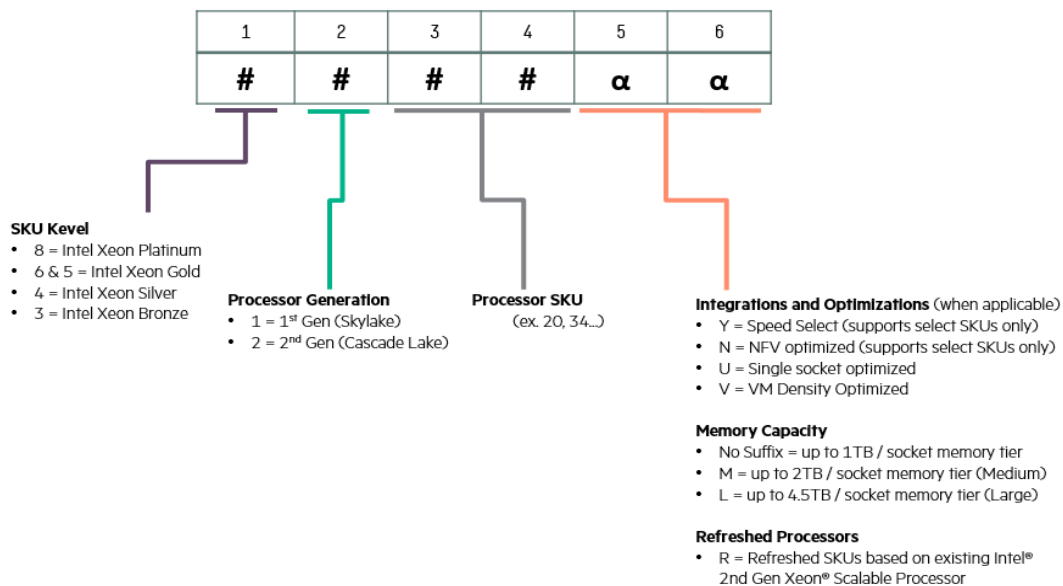 1 2 3 4 5 6
# # # # α α
SKU Kevel
• 8 = Intel Xeon Platinum
• 6 & 5 = Intel Xeon Gold
• 4 = Intel Xeon Silver
• 3 = Intel Xeon Bronze
Processor Generation
• 1 = 1st Gen (Skylake)
• 2 = 2nd Gen (Cascade Lake)
Processor SKU
(ex. 20, 34...)
Integrations and Optimizations (when applicable)
• Y = Speed Select (supports select SKUs only)
• N = NFV optimized (supports select SKUs only)
• U = Single socket optimized
• V = VM Density Optimized
Memory Capacity
• No Suffix = up to 1TB / socket memory tier
• M = up to 2TB / socket memory tier (Medium)
• L = up to 4.5TB / socket memory tier (Large)
Refreshed Processors
• R = Refreshed SKUs based on existing Intel®
2nd Gen Xeon® Scalable Processor